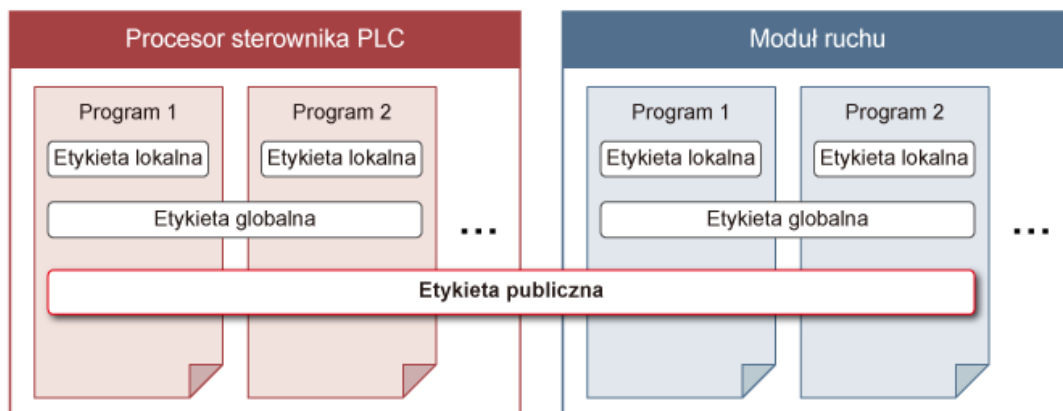 Procesor sterownika PLC
Moduł ruchu
Program 1
Program 2
Program 1
Program 2
Etykieta lokalna
Etykieta lokalna
Etykieta lokalna
Etykieta lokalna
Etykieta globalna
...
Etykieta globalna
...
Etykieta publiczna